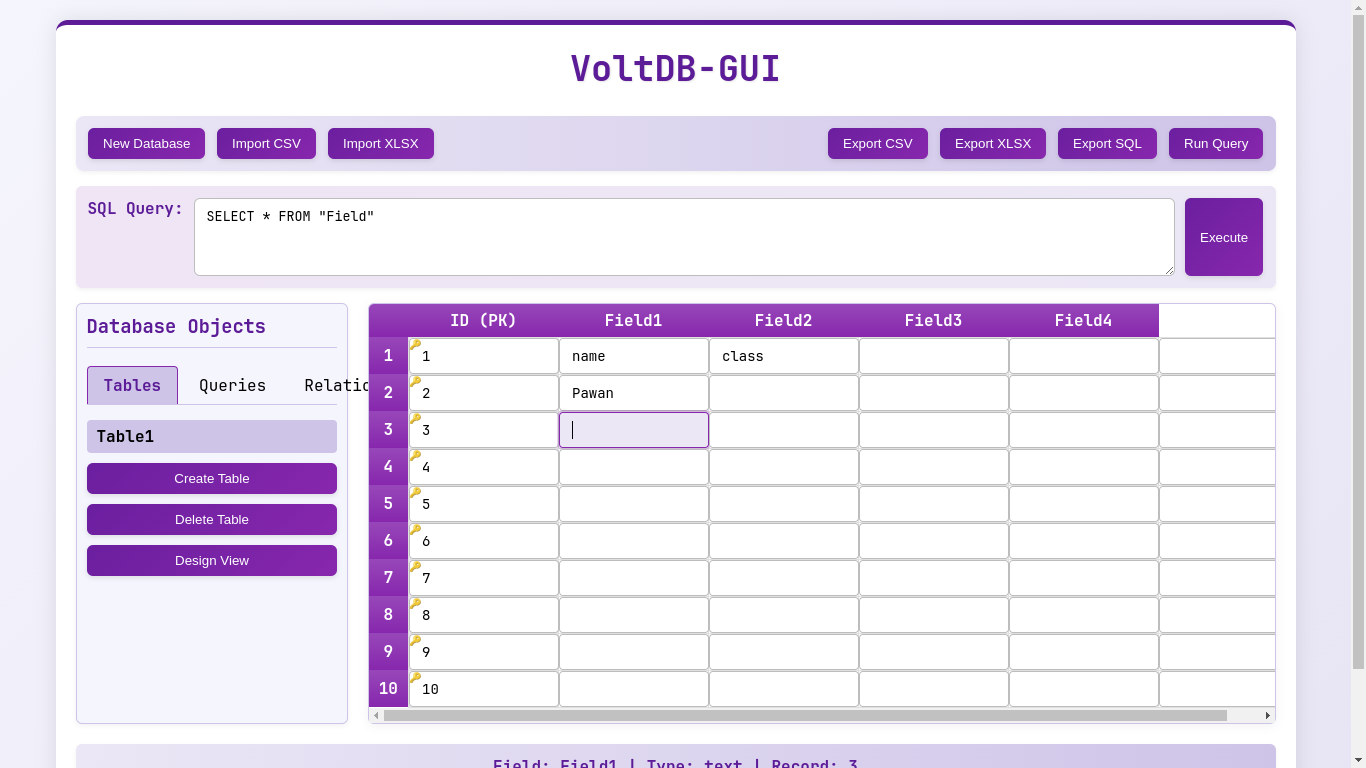 VoltDB-GUI
New Database Import CSV Import XLSX Export CSV Export XLSX Export SQL Run Query
SQL Query:
SELECT * FROM "Field"
Execute
Database Objects
Tables Queries Relatio
Table1
Create Table
Delete Table
Design View
ID (PK) Field1 Field2 Field3 Field4
1 1 name class
2 2 Pawan
3 3
4 4
5 5
6 6
7 7
8 8
9 9
10 10
Field: Field1 | Type: text | Record: 3